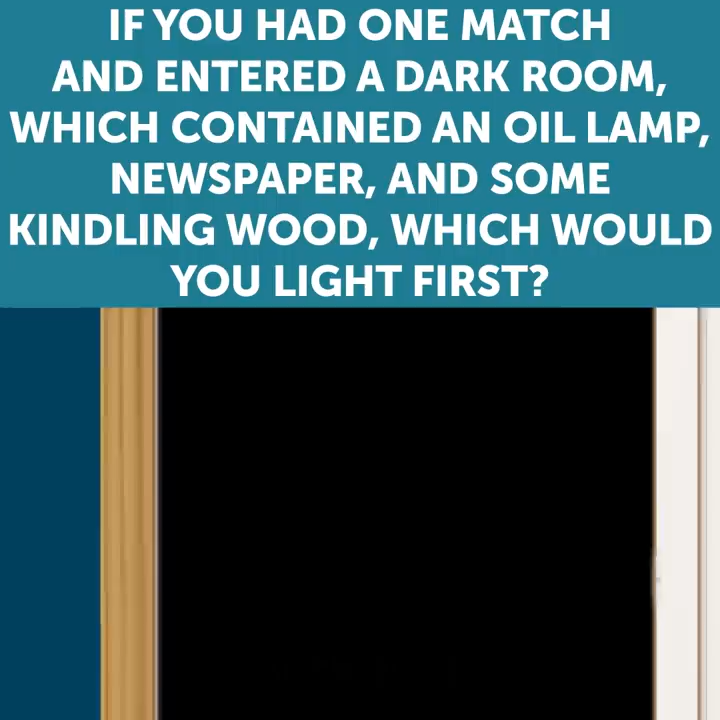 IF YOU HAD ONE MATCH
AND ENTERED A DARK ROOM,
WHICH CONTAINED AN OIL LAMP,
NEWSPAPER, AND SOME
KINDLING WOOD, WHICH WOULD
YOU LIGHT FIRST?